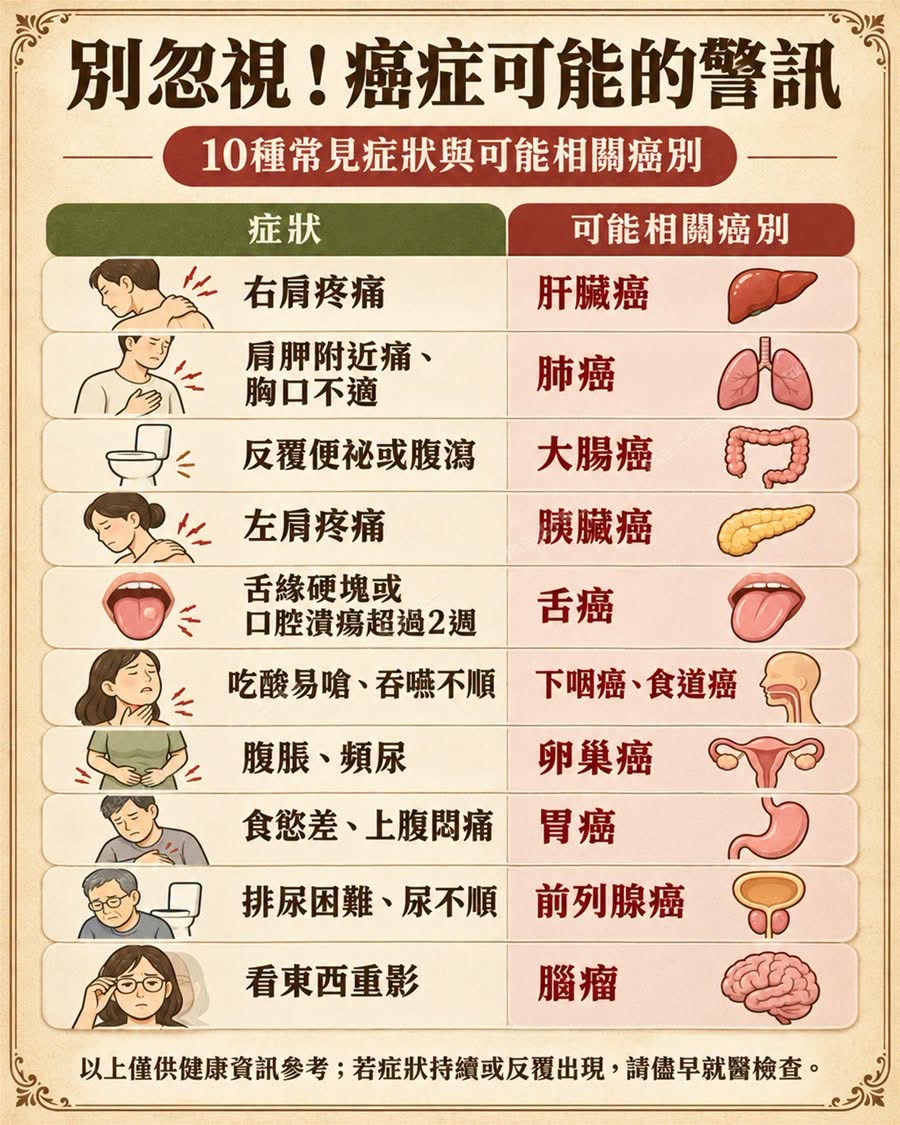 別忽視！癌症可能的警訊
10種常見症狀與可能相關癌別
症狀
可能相關癌別
右肩疼痛
肝臟癌
肩胛附近痛、
胸口不適
肺癌
反覆便祕或腹瀉
大腸癌
左肩疼痛
胰臟癌
舌緣硬塊或
口腔潰瘍超過2週
舌癌
吃酸易嗆、吞嚥不順
下咽癌、食道癌
腹脹、頻尿
卵巢癌
食慾差、上腹悶痛
胃癌
排尿困難、尿不順
前列腺癌
看東西重影
腦瘤
以上僅供健康資訊參考；若症狀持續或反覆出現，請儘早就醫檢查。